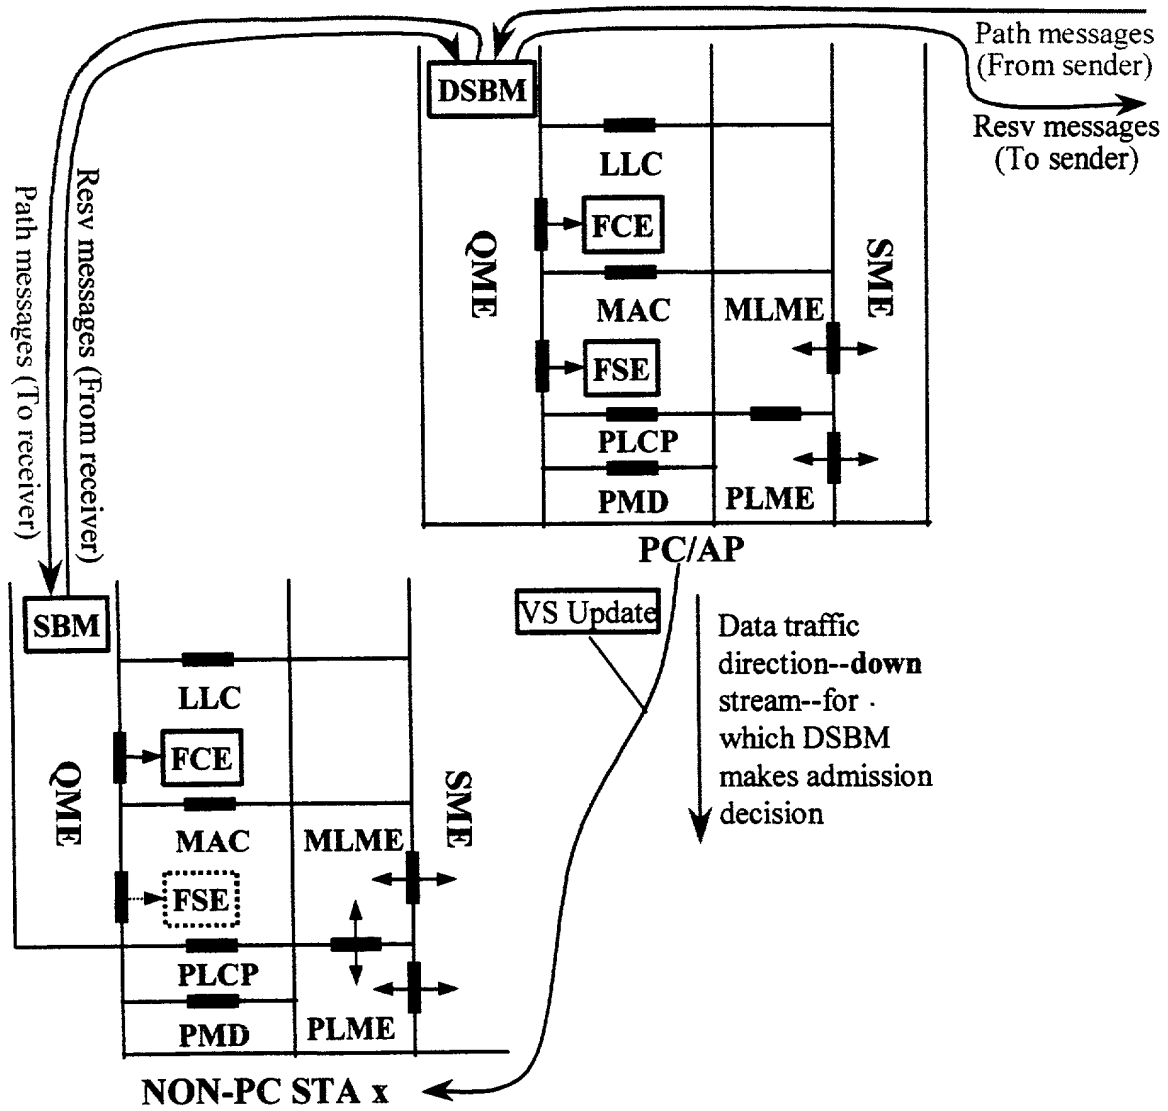 Path messages
(From sender)
DSBM
Resv messages
(To sender)
LLC
FCE
QME
SME
MAC
MLME
FSE
PLCP
PMD
PLME
PC/AP
Path messages (To receiver)
Resv messages (From receiver)
SBM
VS Update
Data traffic
direction--down
stream--for
which DSBM
makes admission
decision
LLC
FCE
QME
SME
MAC
MLME
FSE
PLCP
PMD
PLME
NON-PC STA x